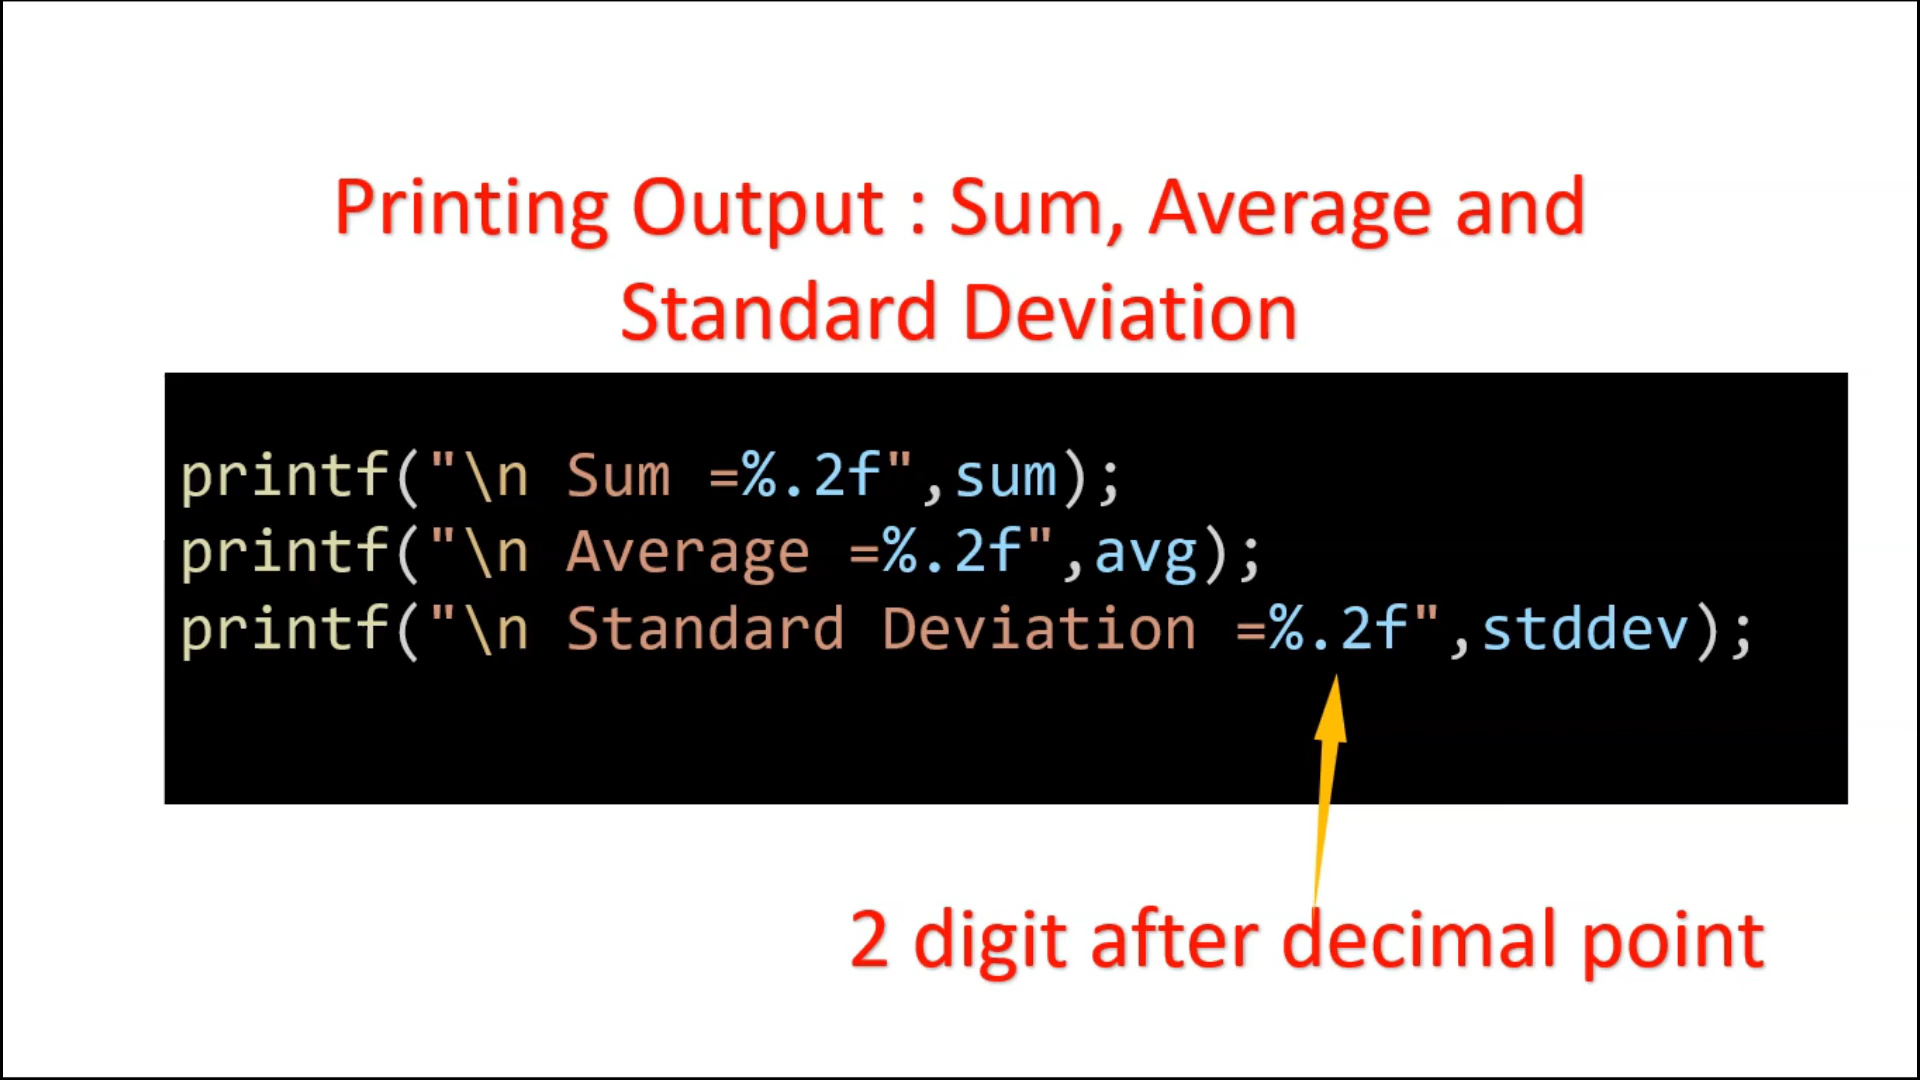 Printing Output : Sum, Average and
Standard Deviation
printf("\n Sum =%.2f",sum);
printf("\n Average =%.2f",avg);
printf("\n Standard Deviation =%.2f",stddev);
2 digit after decimal point